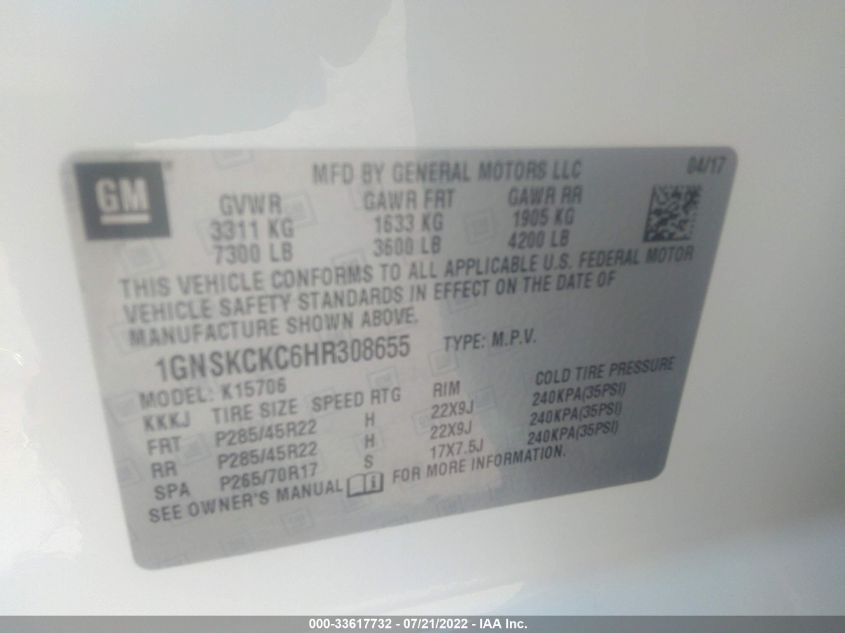 GM
MFD BY GENERAL MOTORS LLC 04/17
GVWR GAWR FRT GAWR RR
3311 KG 1633 KG 1905 KG
7300 LB 3600 LB 4200 LB
THIS VEHICLE CONFORMS TO ALL APPLICABLE U.S. FEDERAL MOTOR
VEHICLE SAFETY STANDARDS IN EFFECT ON THE DATE OF
MANUFACTURE SHOWN ABOVE.
1GNSKCKC6HR308655 TYPE: M.P.V.
MODEL: K15706
KKKJ TIRE SIZE SPEED RTG RIM COLD TIRE PRESSURE
FRT P285/45R22 H 22X9J 240KPA(35PSI)
RR P285/45R22 H 22X9J 240KPA(35PSI)
SPA P265/70R17 S 17X7.5J 240KPA(35PSI)
SEE OWNER'S MANUAL FOR MORE INFORMATION.
000-33617732 - 07/21/2022 - IAA Inc.